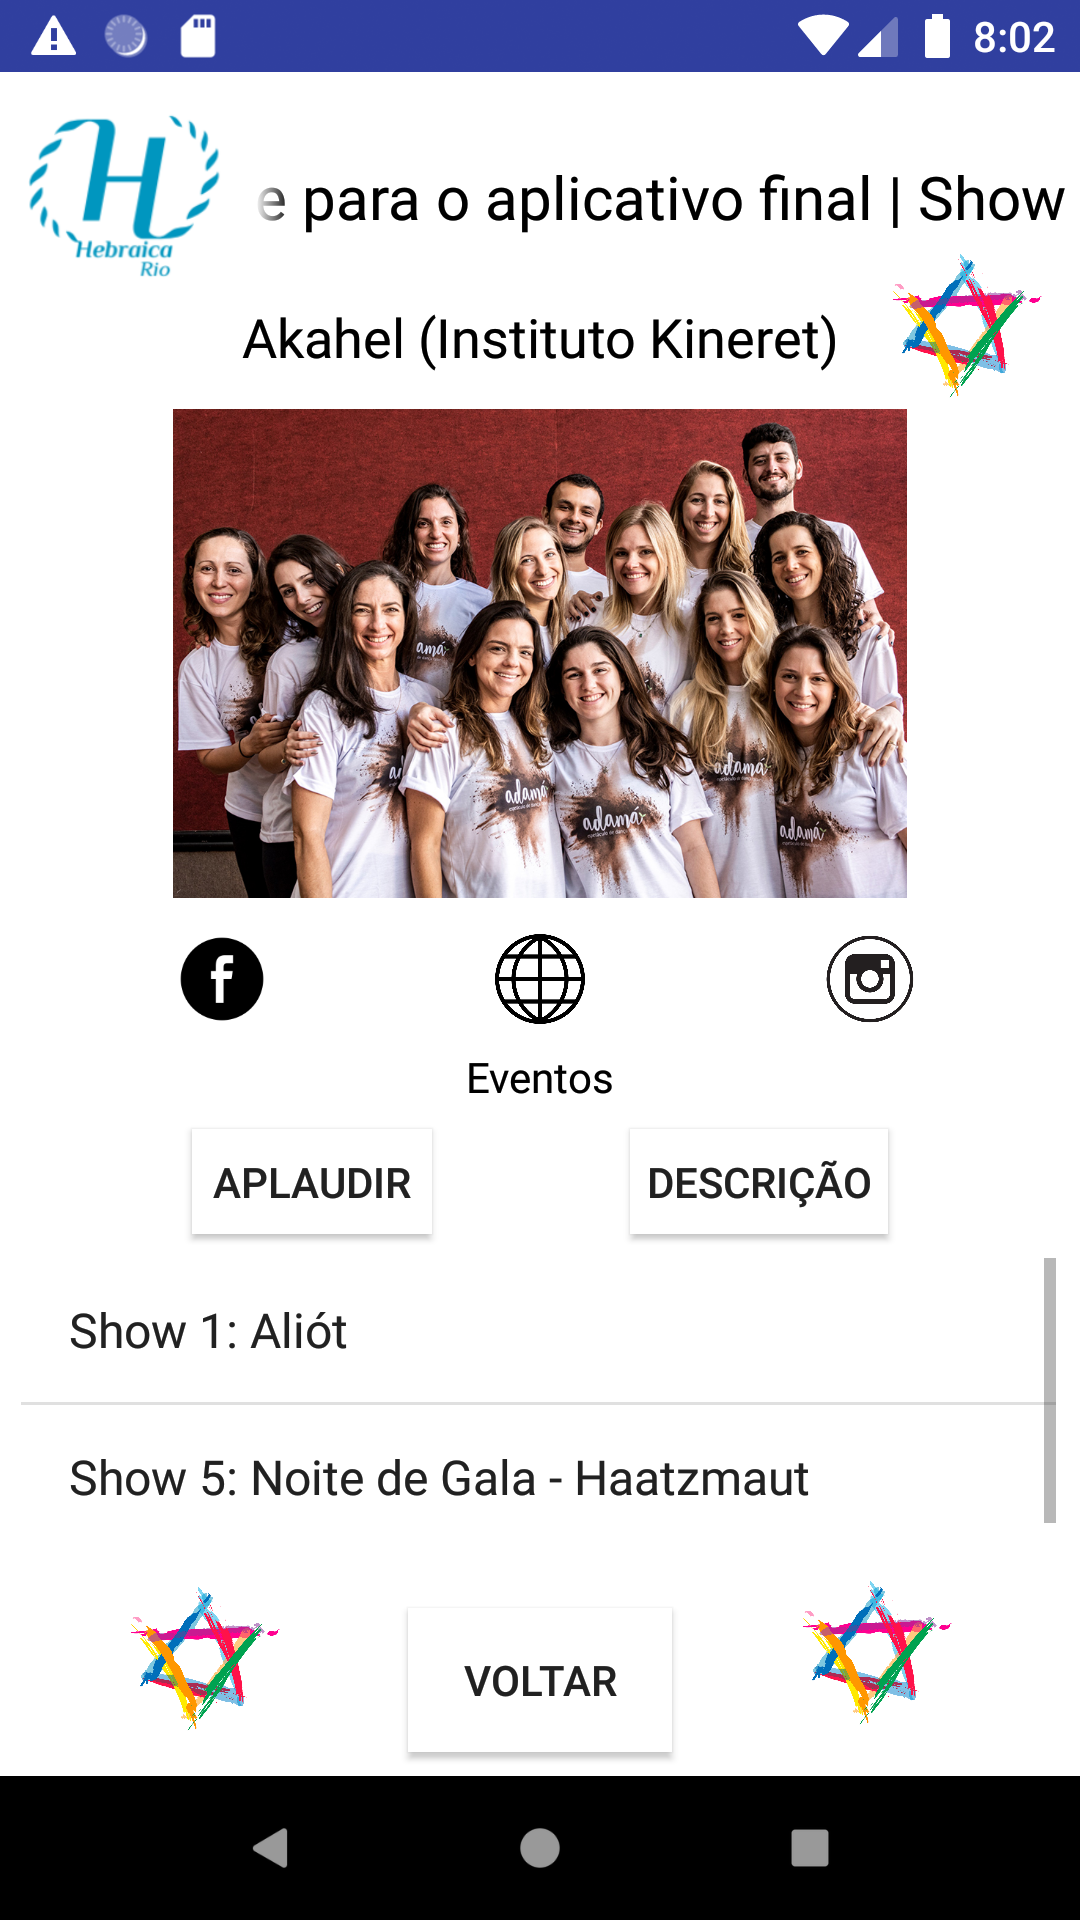 8:02
H
Hebraica
Rio
e para o aplicativo final | Show
Akahel (Instituto Kineret)
amá
adamá
adamá
adamá
adamá
Eventos
APLAUDIR
DESCRIÇÃO
Show 1: Aliót
Show 5: Noite de Gala - Haatzmaut
VOLTAR